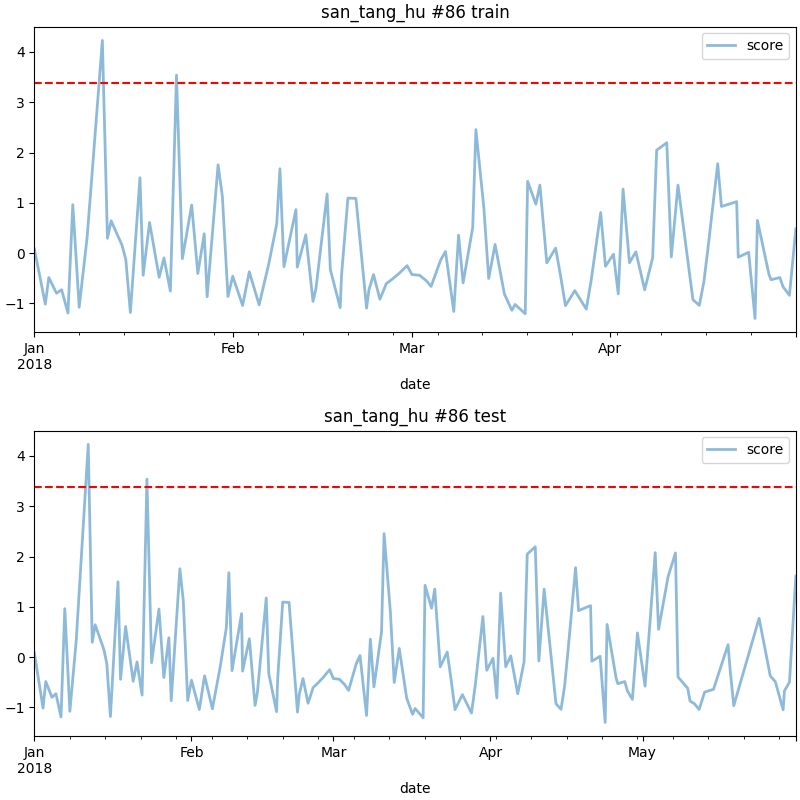 san_tang_hu #86 train
score
4
3
2
1
0
−1
Jan Feb Mar Apr
2018
date
san_tang_hu #86 test
score
4
3
2
1
0
−1
Jan Feb Mar Apr May
2018
date